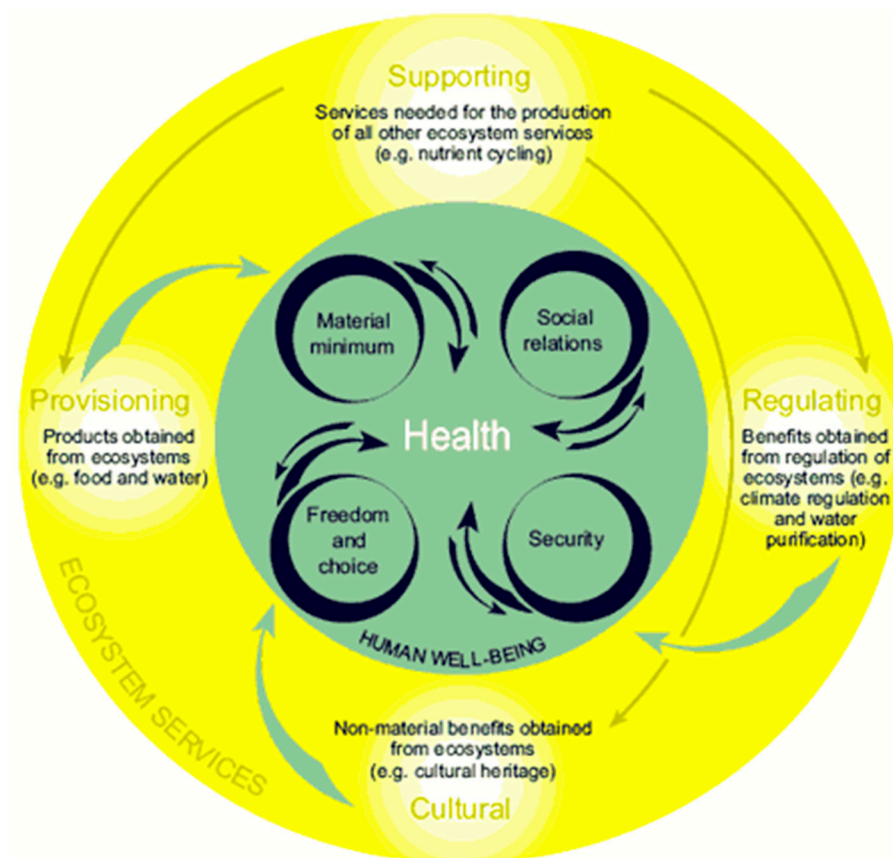 Supporting
Services needed for the production
of all other ecosystem services
(e.g. nutrient cycling)
Material
minimum
Social
relations
Provisioning
Products obtained
from ecosystems
(e.g. food and water)
Health
Regulating
Benefits obtained
from regulation of
ecosystems (e.g.
climate regulation
and water
purification)
Freedom
and
choice
Security
HUMAN WELL-BEING
ECOSYSTEM SERVICES
Non-material benefits obtained
from ecosystems
(e.g. cultural heritage)
Cultural